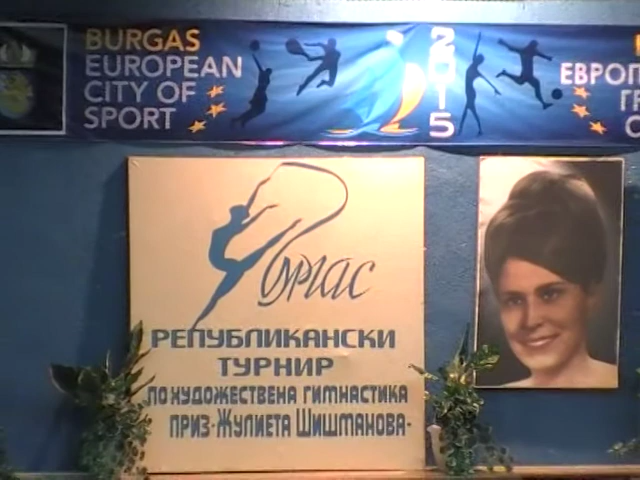 BURGAS
EUROPEAN
CITY OF
SPORT
2015
ЕВРОП
ГР
С
Бургас
РЕПУБЛИКАНСКИ
ТУРНИР
ПО ХУДОЖЕСТВЕНА ГИМНАСТИКА
ПРИЗ-ЖУЛИЕТА ШИШМАНОВА-